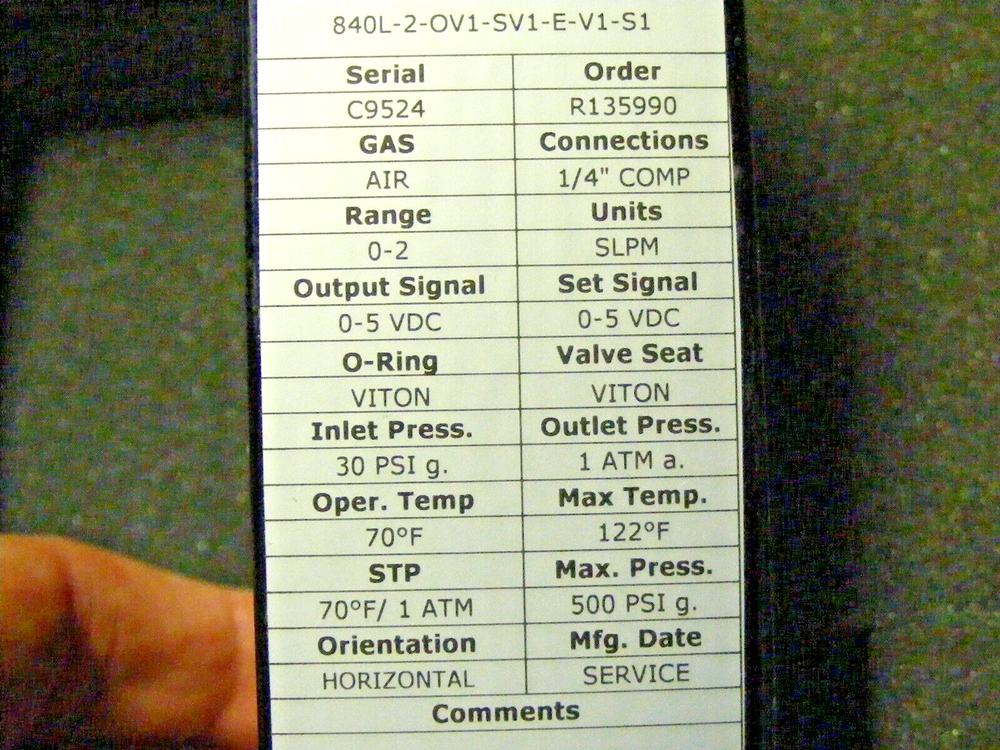 840L-2-OV1-SV1-E-V1-S1
Serial Order
C9524 R135990
GAS Connections
AIR 1/4" COMP
Range Units
0-2 SLPM
Output Signal Set Signal
0-5 VDC 0-5 VDC
O-Ring Valve Seat
VITON VITON
Inlet Press. Outlet Press.
30 PSI g. 1 ATM a.
Oper. Temp Max Temp.
70ºF 122ºF
STP Max. Press.
70ºF/ 1 ATM 500 PSI g.
Orientation Mfg. Date
HORIZONTAL SERVICE
Comments